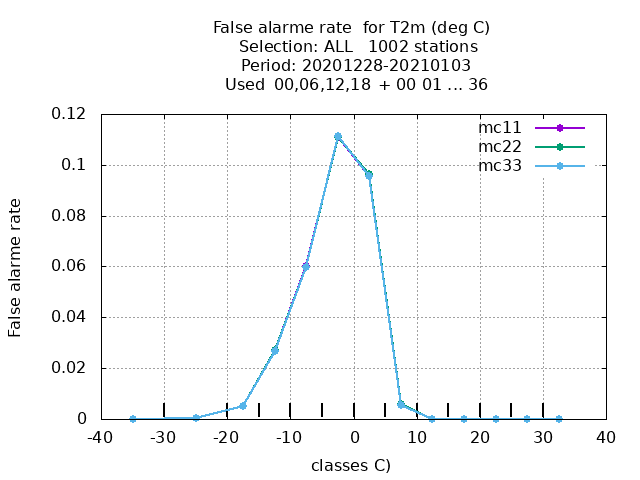 False alarme rate  for T2m (deg C)
Selection: ALL   1002 stations
Period: 20201228-20210103
Used  00,06,12,18  + 00 01 ... 36
mc11
mc22
mc33
False alarme rate
0.12
0.1
0.08
0.06
0.04
0.02
0
-40 -30 -20 -10 0 10 20 30 40
classes C)